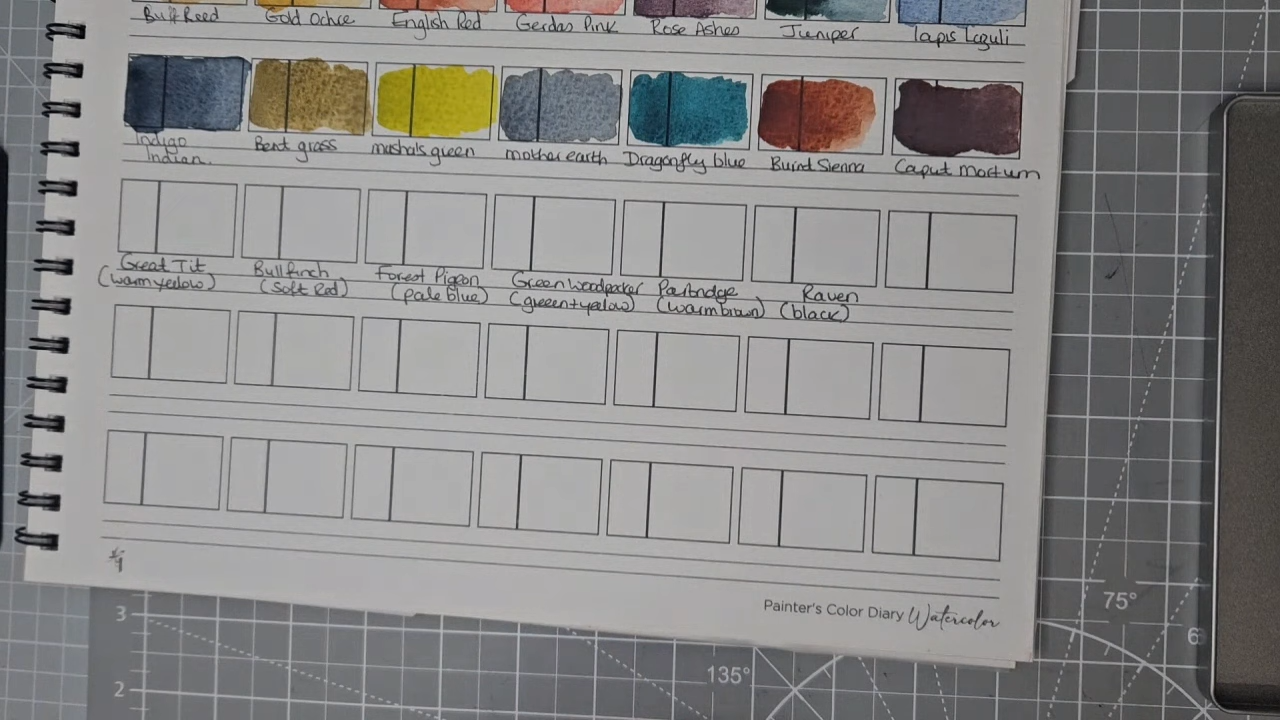 Buff Reed Gold Ochre English Red Gerdas Pink Rose Ashes Juniper Lapis Lazuli
Indigo Bent grass mishals green mother earth Dragonfly blue Burnt Sienna Caput mortum
Indian.
Great Tit Bullfinch Forest Pigeon Green woodpecker Partridge Raven
(warm yellow) (Soft Red) (pale blue) (green+yellow) (warm brown) (black)
Painter's Color Diary Watercolor
75°
6
3
135°
2